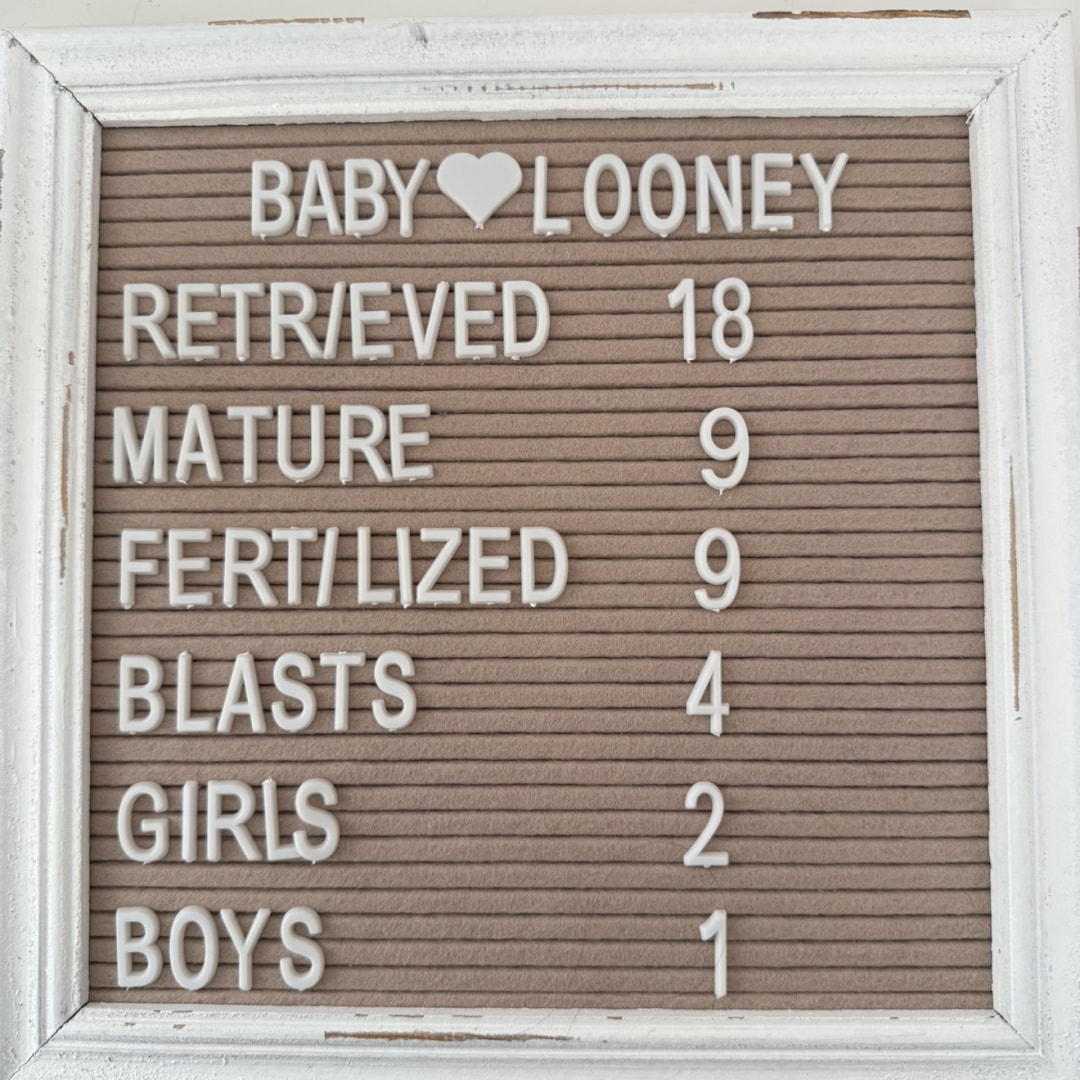 BABY🤍LOONEY
RETR/EVED 18
MATURE 9
FERT/LIZED 9
BLASTS 4
GIRLS 2
BOYS 1